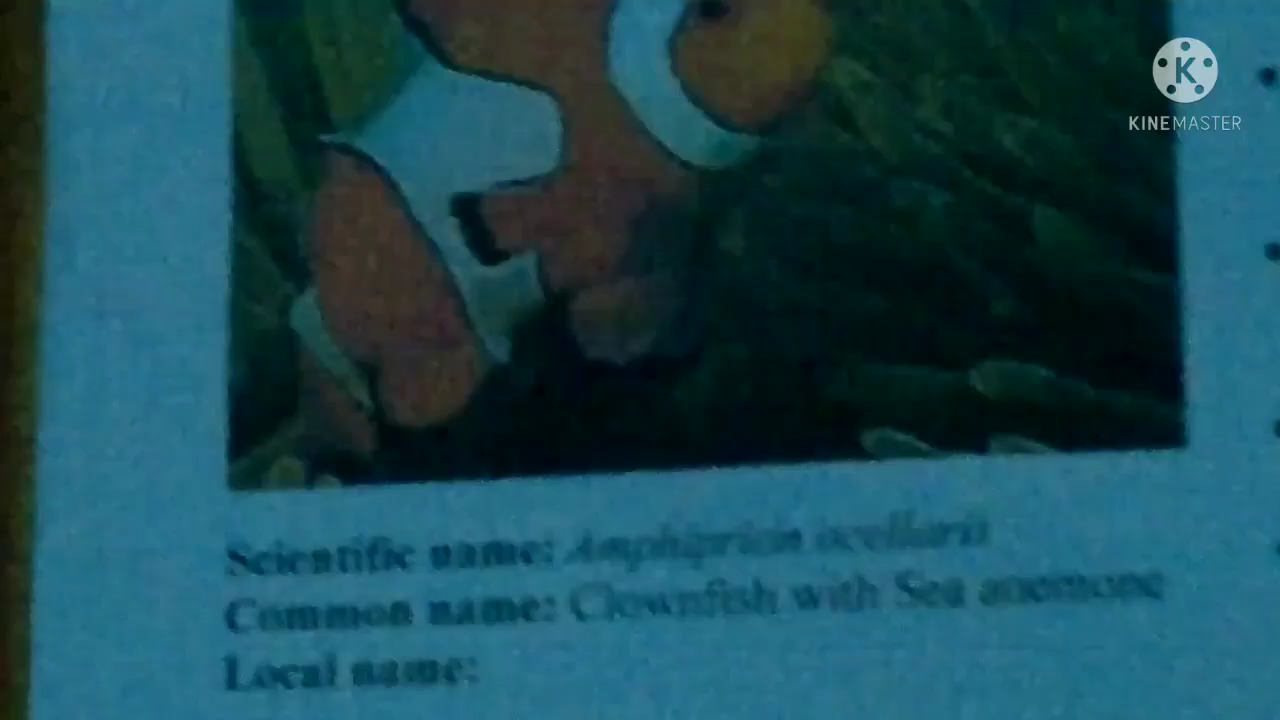 K
KINEMASTER
Scientific name: Amphiprion ocellaris
Common name: Clownfish with Sea anemone
Local name: